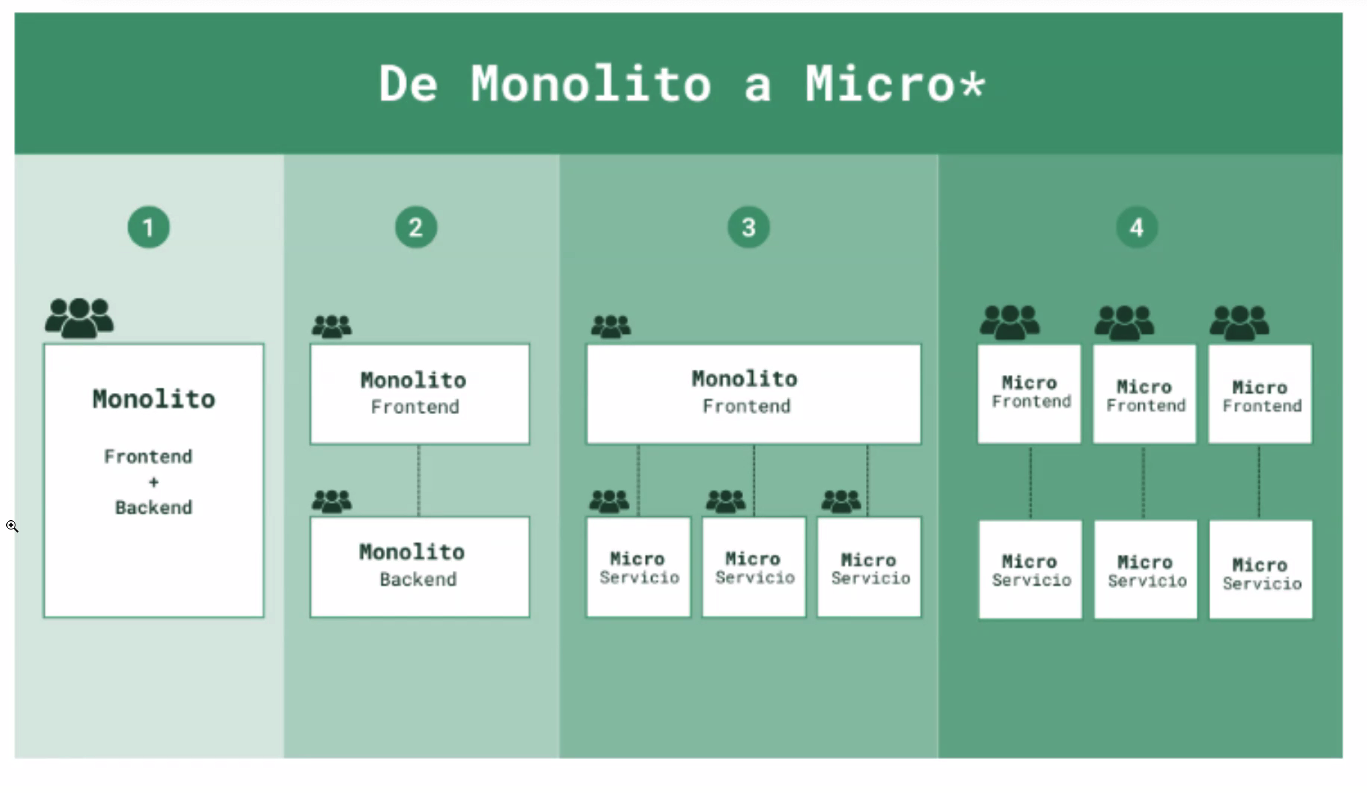 De Monolito a Micro*
1
Monolito
Frontend
+
Backend
2
Monolito
Frontend
Monolito
Backend
3
Monolito
Frontend
Micro
Servicio
Micro
Servicio
Micro
Servicio
4
Micro
Frontend
Micro
Frontend
Micro
Frontend
Micro
Servicio
Micro
Servicio
Micro
Servicio